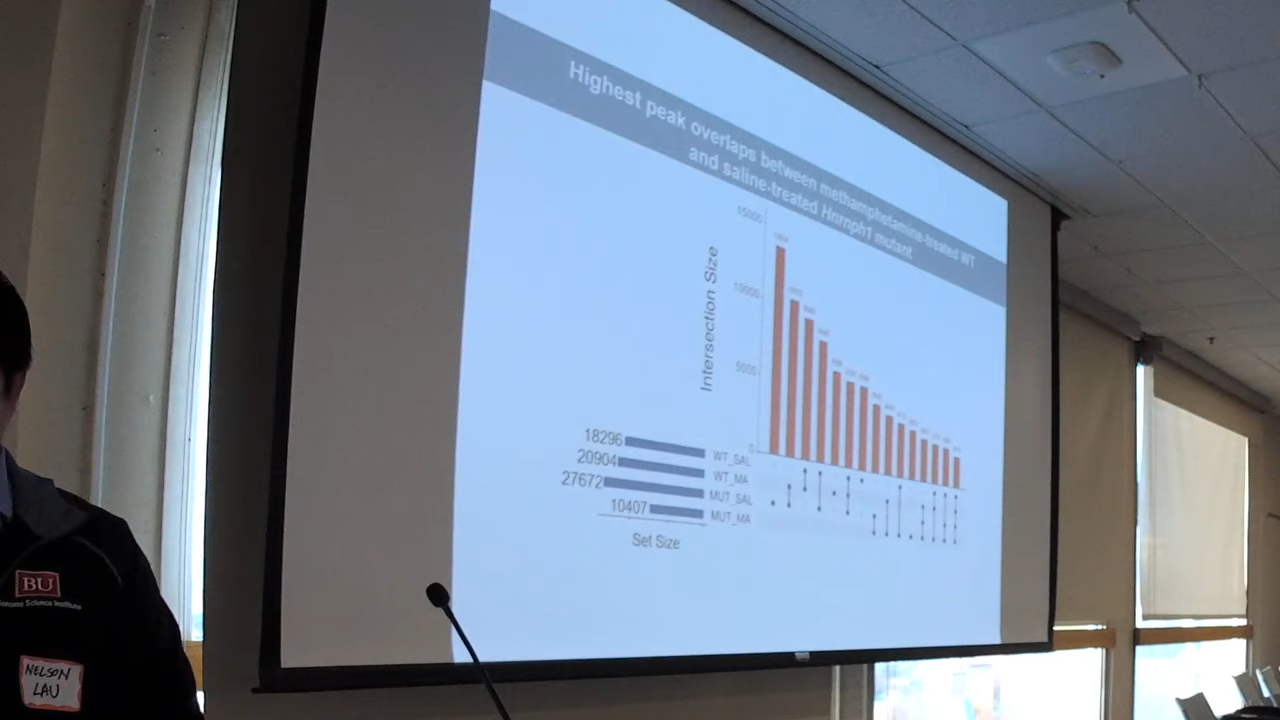 Highest peak overlaps between methamphetamine-treated WT
and saline-treated Hnrnph1 mutant
15000
10000
5000
0
Intersection Size
18296
WT_SAL
20904
WT_MA
27672
MUT_SAL
10407
MUT_MA
Set Size
BU
Genome Science Institute
NELSON
LAU